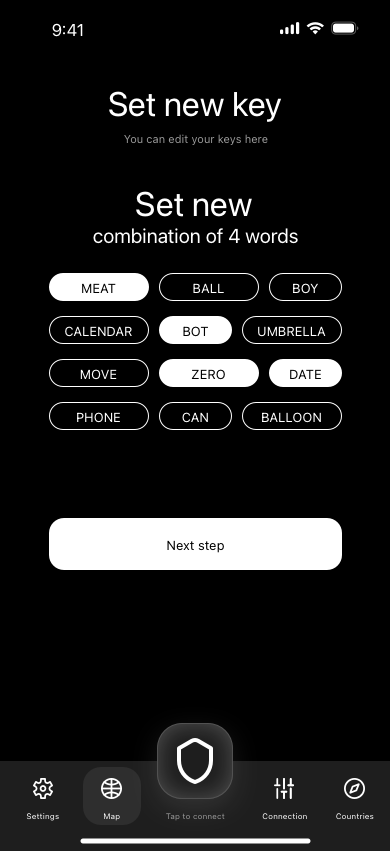 9:41
Set new key
You can edit your keys here
Set new
combination of 4 words
MEAT BALL BOY
CALENDAR BOT UMBRELLA
MOVE ZERO DATE
PHONE CAN BALLOON
Next step
Settings Map Tap to connect Connection Countries